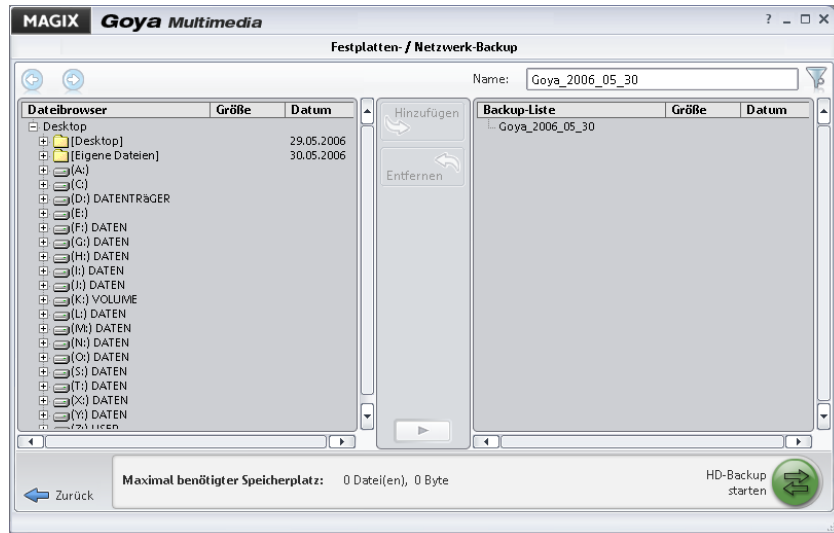 MAGIX Goya Multimedia
Festplatten- / Netzwerk-Backup
Name: Goya_2006_05_30
Dateibrowser Größe Datum
Desktop
[Desktop] 29.05.2006
[Eigene Dateien] 30.05.2006
(A:)
(C:)
(D:) DATENTRäGER
(E:)
(F:) DATEN
(G:) DATEN
(H:) DATEN
(I:) DATEN
(J:) DATEN
(K:) VOLUME
(L:) DATEN
(M:) DATEN
(N:) DATEN
(O:) DATEN
(S:) DATEN
(T:) DATEN
(X:) DATEN
(Y:) DATEN
(Z:) USER
Hinzufügen
Entfernen
Backup-Liste Größe Datum
Goya_2006_05_30
Zurück
Maximal benötigter Speicherplatz: 0 Datei(en), 0 Byte
HD-Backup
starten